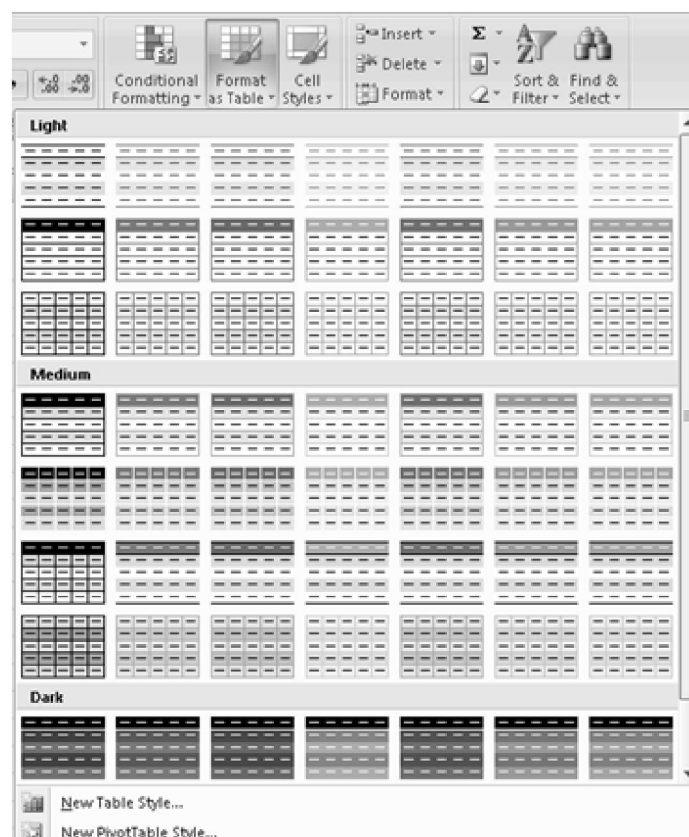 Conditional Formatting
Format as Table
Cell Styles
Insert
Delete
Format
Σ
Sort & Filter
Find & Select
Light
Medium
Dark
New Table Style...
New PivotTable Style...